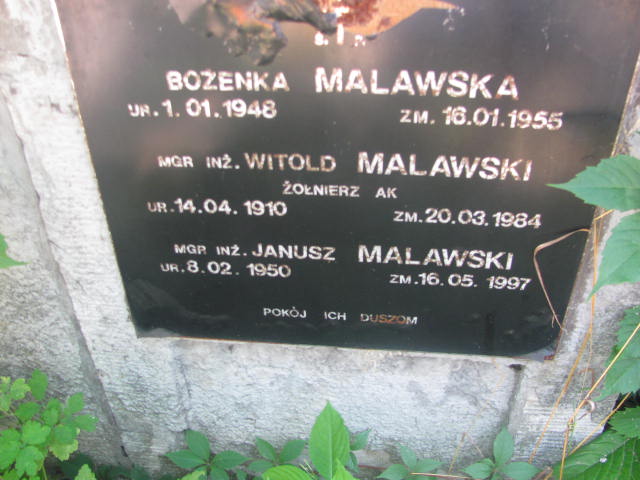 Ś. † P.
BOŻENKA MALAWSKA
UR. 1. 01. 1948 ZM. 16.01.1955
MGR INŻ. WITOLD MALAWSKI
ŻOŁNIERZ AK
UR. 14.04.1910 ZM. 20.03.1984
MGR INŻ. JANUSZ MALAWSKI
UR. 8.02.1950 ZM. 16.05.1997
POKÓJ ICH DUSZOM